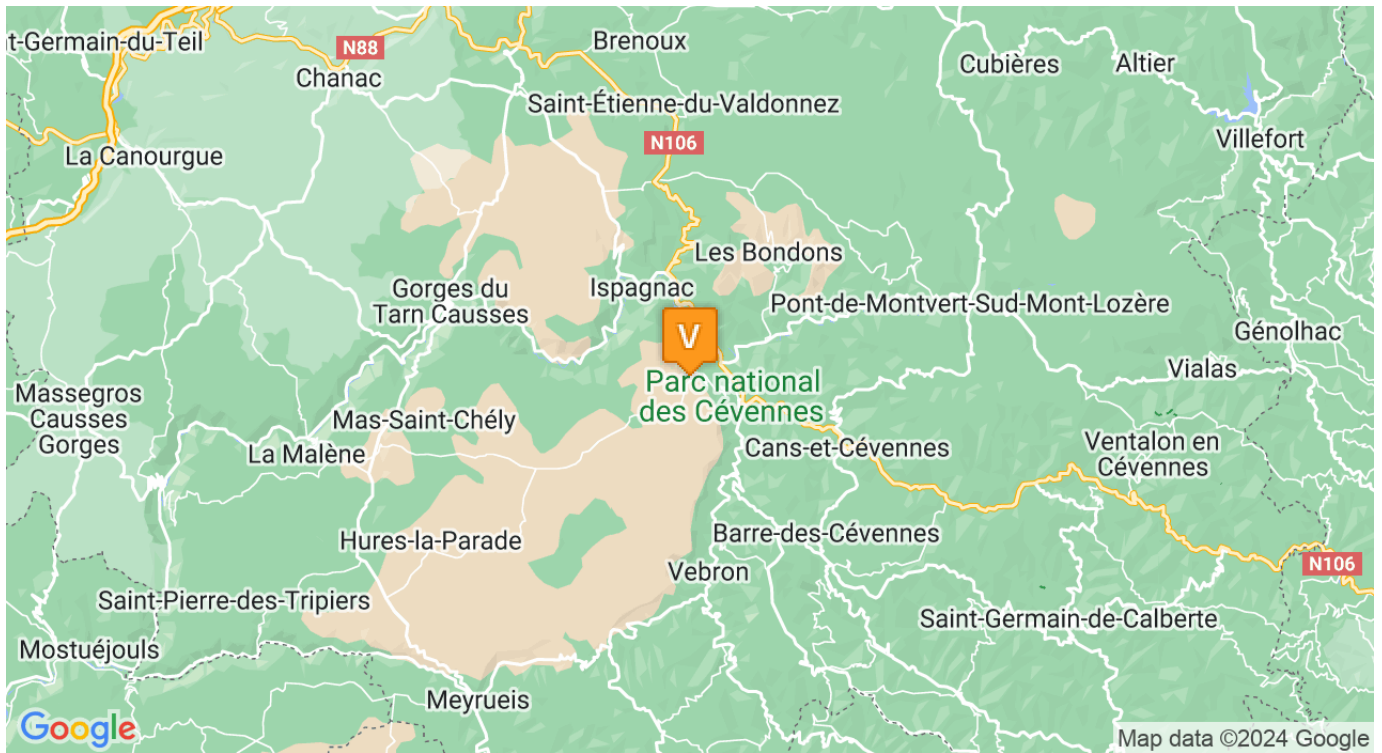 t-Germain-du-Teil
N88
Brenoux
Chanac
Cubières
Altier
Saint-Étienne-du-Valdonnez
N106
Villefort
La Canourgue
Les Bondons
Ispagnac
Gorges du
Tarn Causses
Pont-de-Montvert-Sud-Mont-Lozère
V
Génolhac
Vialas
Parc national
des Cévennes
Massegros
Causses
Gorges
Mas-Saint-Chély
La Malène
Cans-et-Cévennes
Ventalon en
Cévennes
Hures-la-Parade
Barre-des-Cévennes
N106
Vebron
Saint-Pierre-des-Tripiers
Saint-Germain-de-Calberte
Mostuéjouls
Meyrueis
Google
Map data ©2024 Google